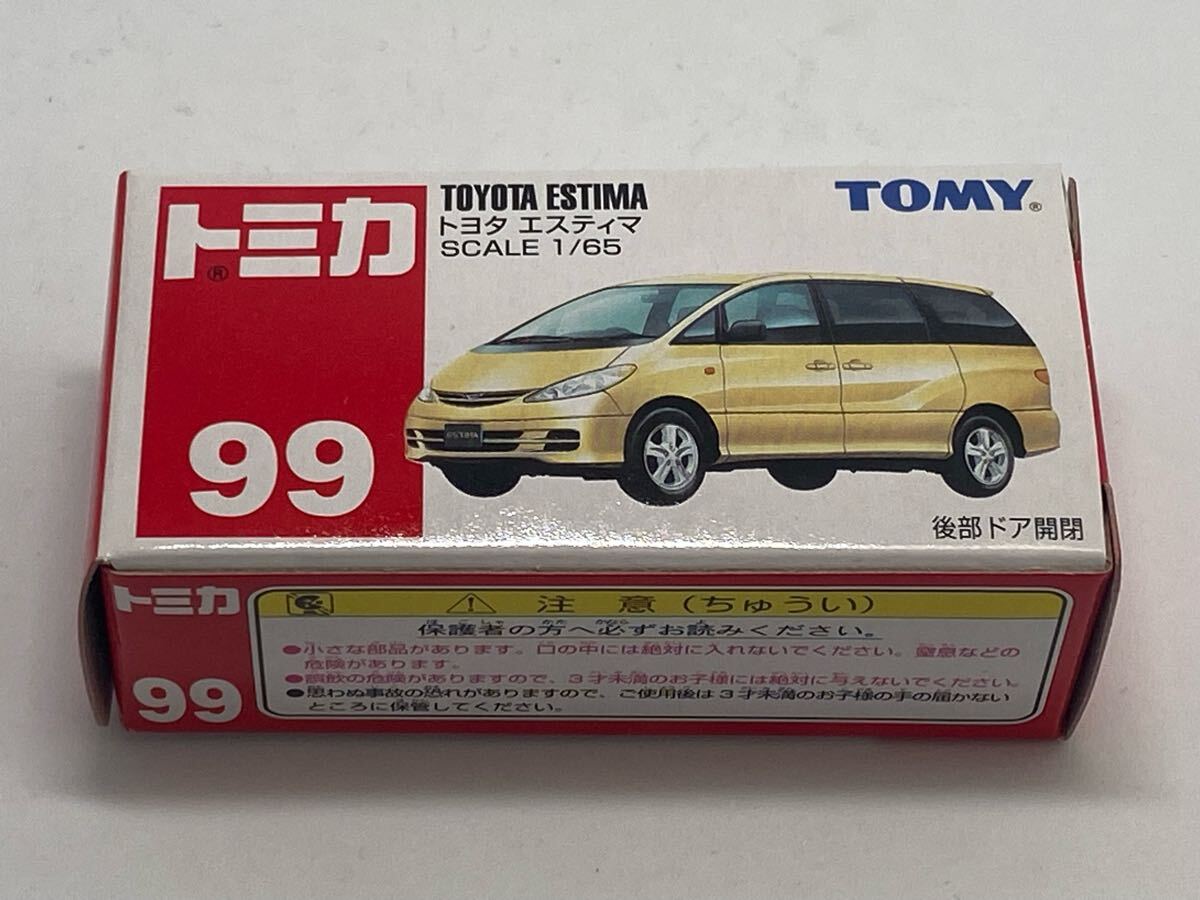 トミカ®
99
TOYOTA ESTIMA
トヨタ エスティマ
SCALE 1/65
TOMY®
後部ドア開閉
トミカ
99
注意(ちゅうい)
保護者の方へ必ずお読みください。
●小さな部品があります。口の中には絶対に入れないでください。窒息などの
危険があります。
●誤飲の危険がありますので、3才未満のお子様には絶対に与えないでください。
●思わぬ事故の恐れがありますので、ご使用後は3才未満のお子様の手の届かない
ところに保管してください。